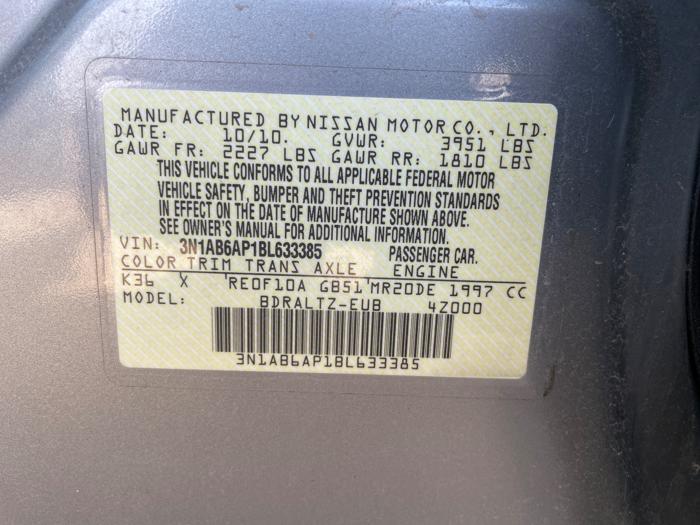 MANUFACTURED BY NISSAN MOTOR CO., LTD.
DATE: 10/10. GVWR: 3951 LBS
GAWR FR: 2227 LBS GAWR RR: 1810 LBS
THIS VEHICLE CONFORMS TO ALL APPLICABLE FEDERAL MOTOR
VEHICLE SAFETY, BUMPER AND THEFT PREVENTION STANDARDS
IN EFFECT ON THE DATE OF MANUFACTURE SHOWN ABOVE.
SEE OWNER'S MANUAL FOR ADDITIONAL INFORMATION.
VIN: 3N1AB6AP1BL633385 PASSENGER CAR.
COLOR TRIM TRANS AXLE ENGINE
K36 X RE0F10A GB51 MR20DE 1997 CC
MODEL: BDRALTZ-EUB 4Z000
3N1AB6AP1BL633385